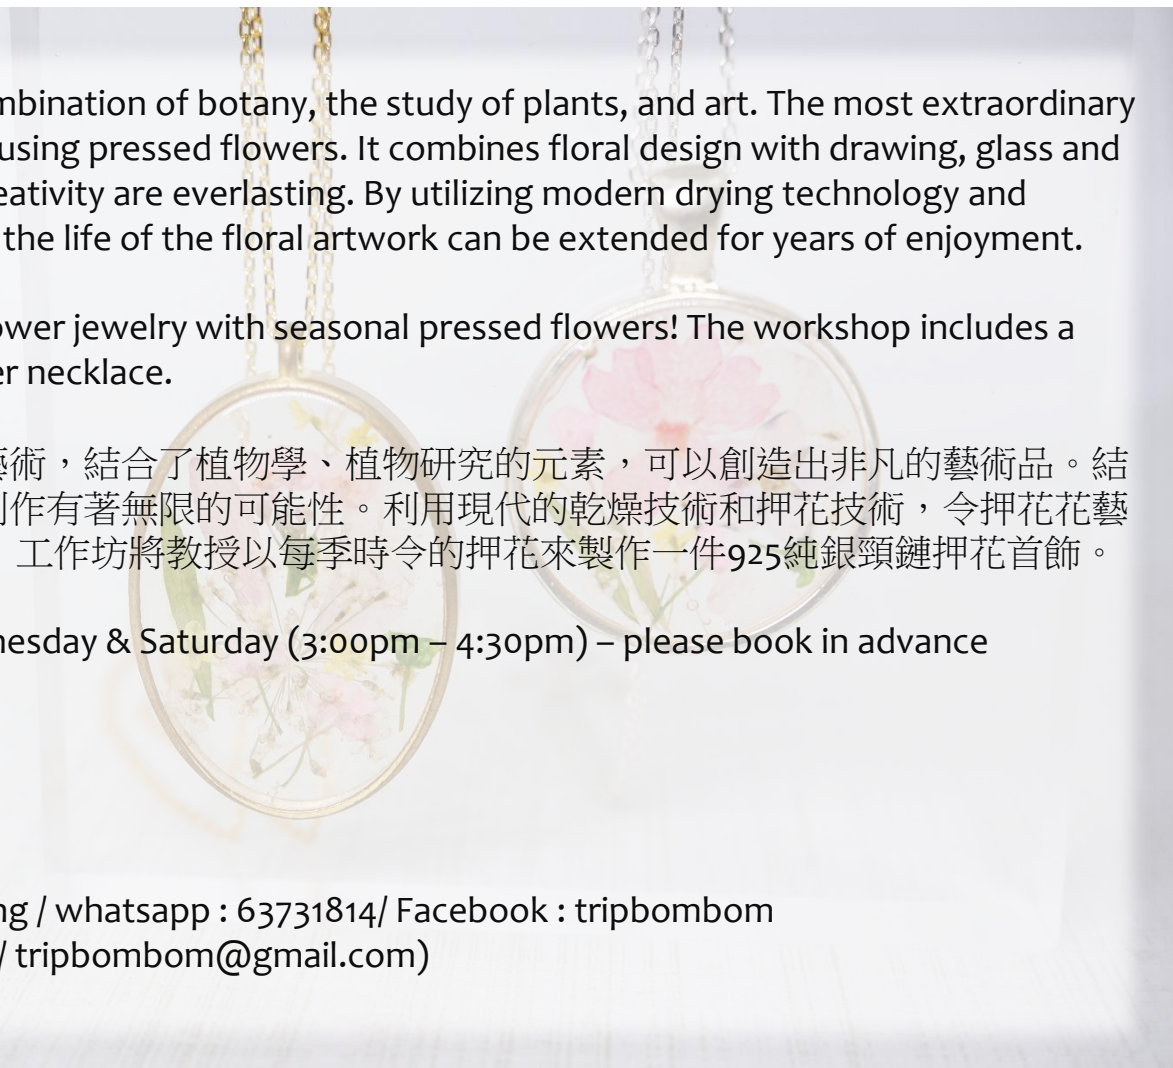 mbination of botany, the study of plants, and art. The most extraordinary
using pressed flowers. It combines floral design with drawing, glass and
eativity are everlasting. By utilizing modern drying technology and
the life of the floral artwork can be extended for years of enjoyment.
ower jewelry with seasonal pressed flowers! The workshop includes a
er necklace.
藝術，結合了植物學、植物研究的元素，可以創造出非凡的藝術品。結
創作有著無限的可能性。利用現代的乾燥技術和押花技術，令押花花藝
工作坊將教授以每季時令的押花來製作一件925純銀頸鏈押花首飾。
nesday & Saturday (3:00pm – 4:30pm) – please book in advance
ng / whatsapp : 63731814/ Facebook : tripbombom
/ tripbombom@gmail.com)